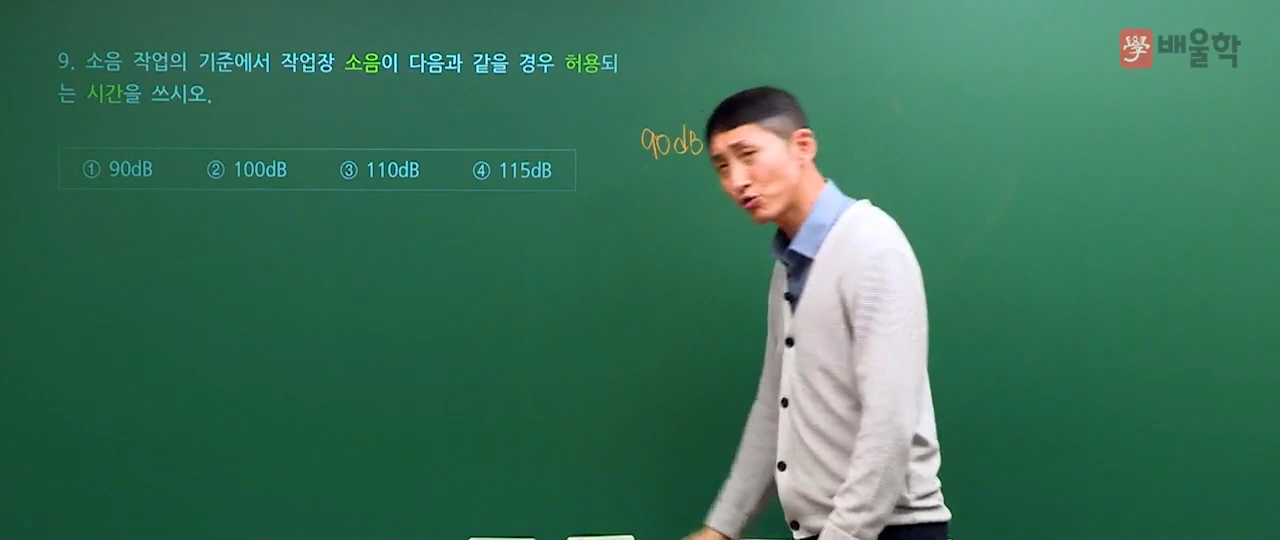 9. 소음 작업의 기준에서 작업장 소음이 다음과 같을 경우 허용되
는 시간을 쓰시오.
① 90dB ② 100dB ③ 110dB ④ 115dB
90dB
學 배울학